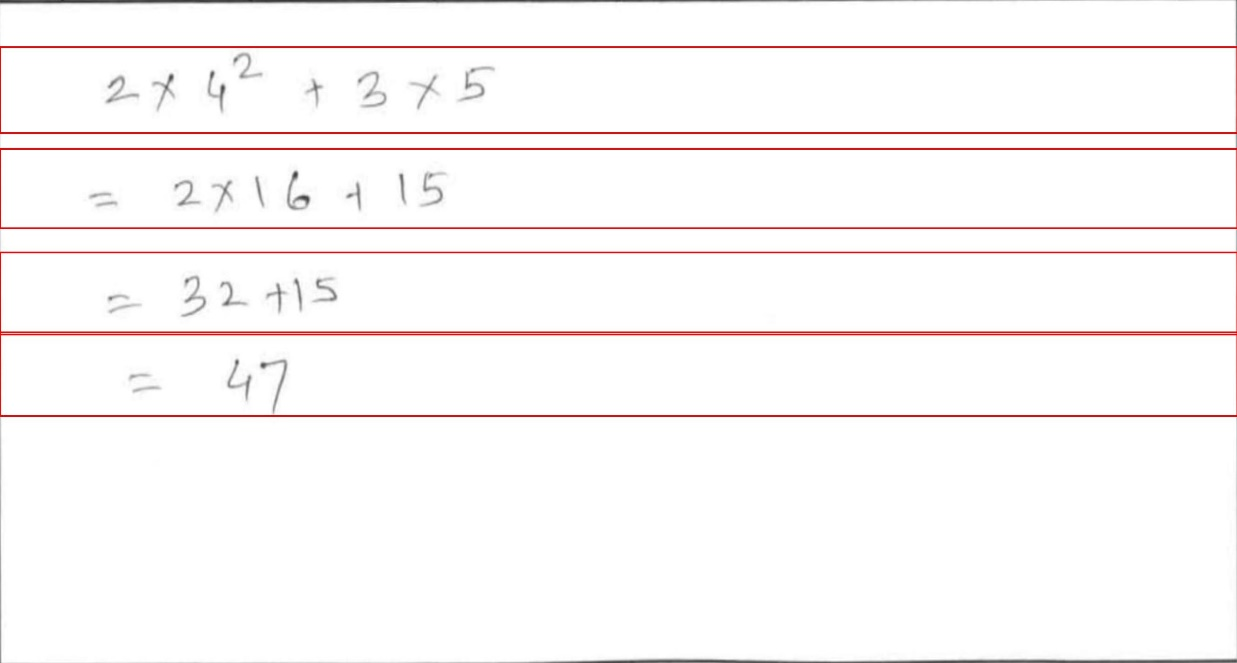 2 × 4² + 3 × 5
= 2 × 16 + 15
= 32 + 15
= 47